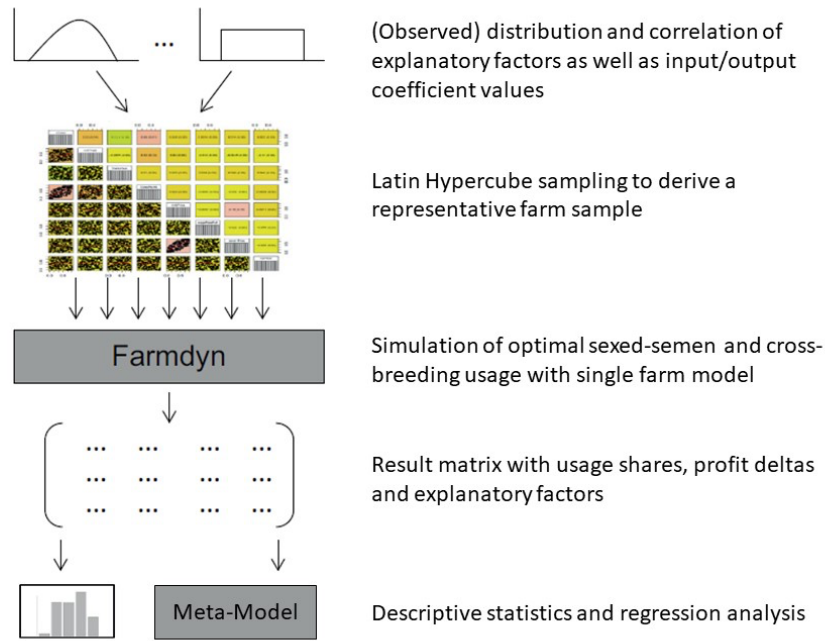 (Observed) distribution and correlation of
explanatory factors as well as input/output
coefficient values
...
Latin Hypercube sampling to derive a
representative farm sample
Farmdyn
Simulation of optimal sexed-semen and cross-
breeding usage with single farm model
... ... ... ...
... ... ... ...
... ... ... ...
Result matrix with usage shares, profit deltas
and explanatory factors
Meta-Model
Descriptive statistics and regression analysis